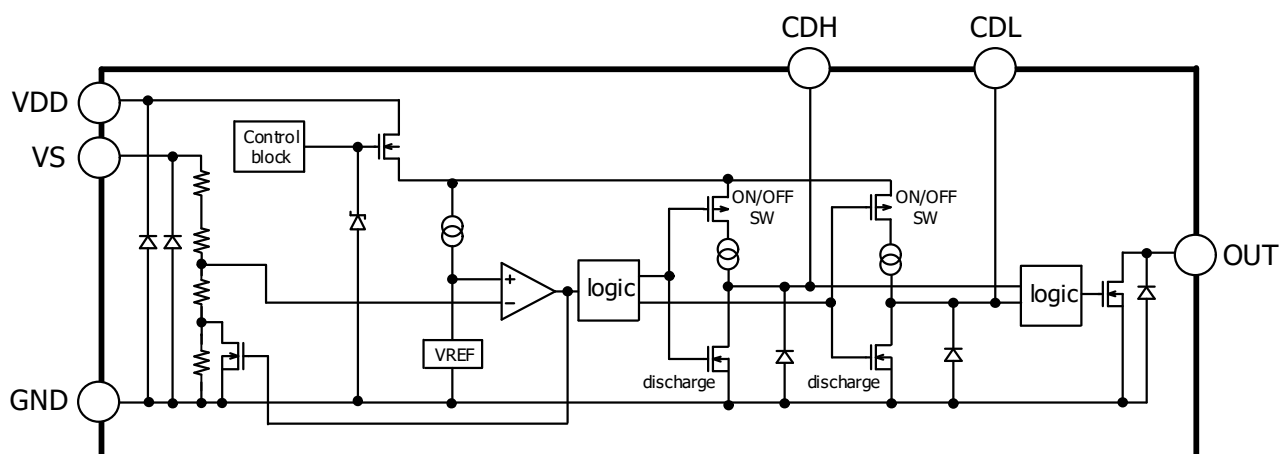 CDH
CDL
VDD
VS
Control
block
ON/OFF
SW
ON/OFF
SW
OUT
+
−
logic
logic
VREF
discharge
discharge
GND